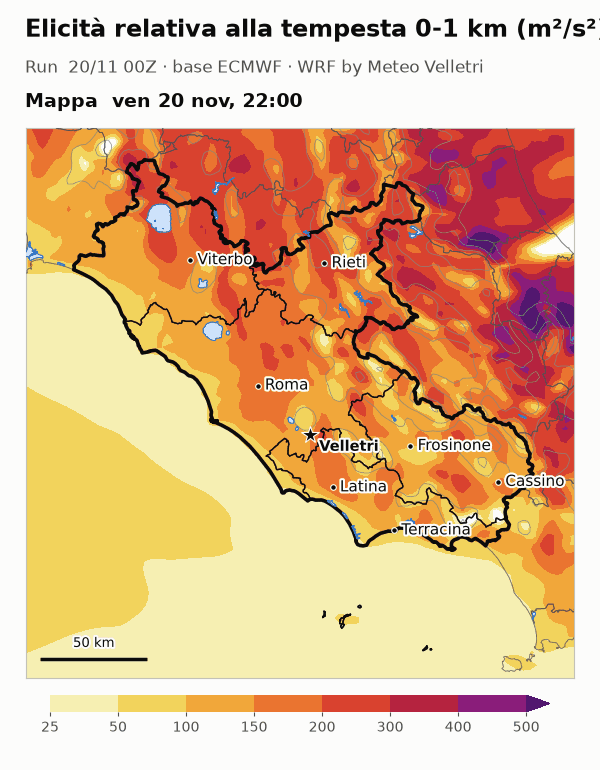 Elicità relativa alla tempesta 0-1 km (m²/s²)
Run  20/11 00Z · base ECMWF · WRF by Meteo Velletri
Mappa  ven 20 nov, 22:00
Viterbo
Rieti
Roma
Velletri
Frosinone
Latina
Cassino
Terracina
50 km
25 50 100 150 200 300 400 500